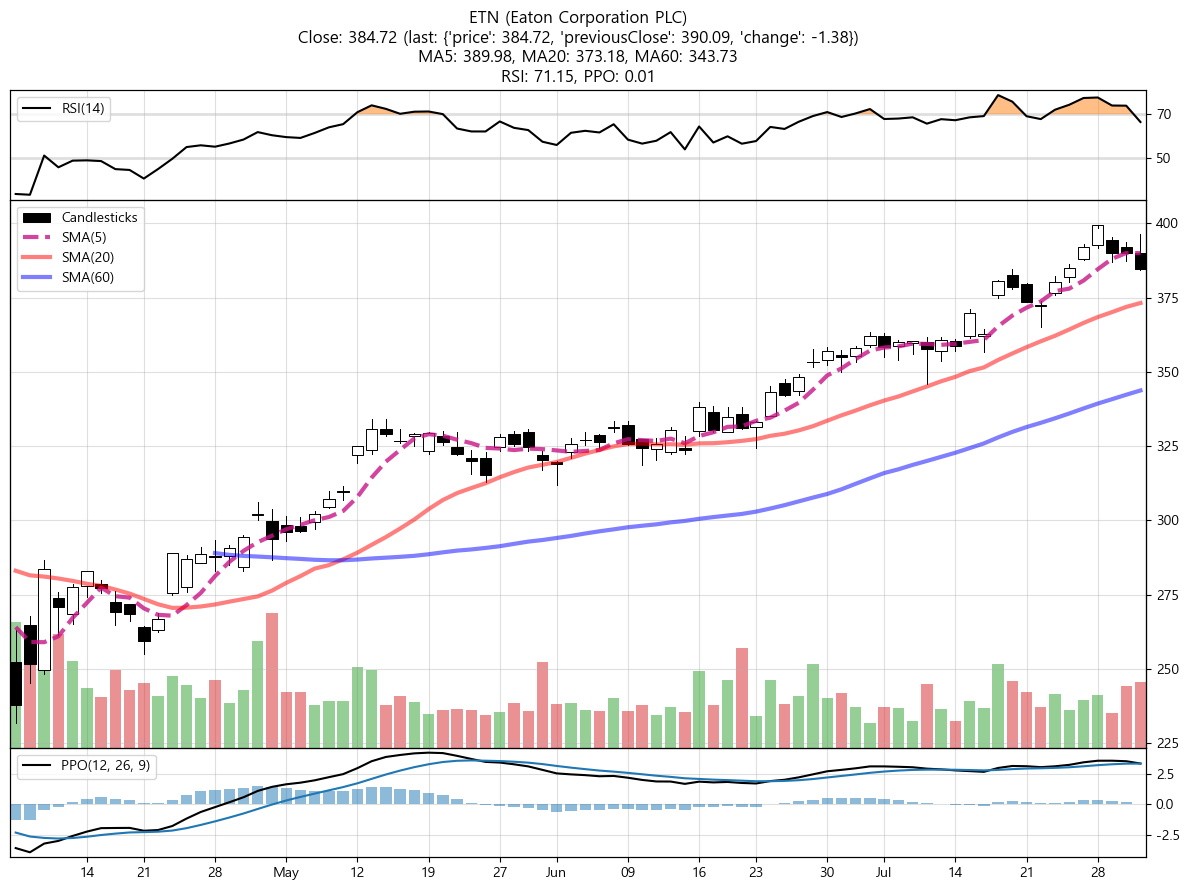 ETN (Eaton Corporation PLC)
Close: 384.72 (last: {'price': 384.72, 'previousClose': 390.09, 'change': -1.38})
MA5: 389.98, MA20: 373.18, MA60: 343.73
RSI: 71.15, PPO: 0.01
RSI(14)
70
50
Candlesticks
SMA(5)
SMA(20)
SMA(60)
400
375
350
325
300
275
250
225
PPO(12, 26, 9)
2.5
0.0
-2.5
14 21 28 May 12 19 27 Jun 09 16 23 30 Jul 14 21 28